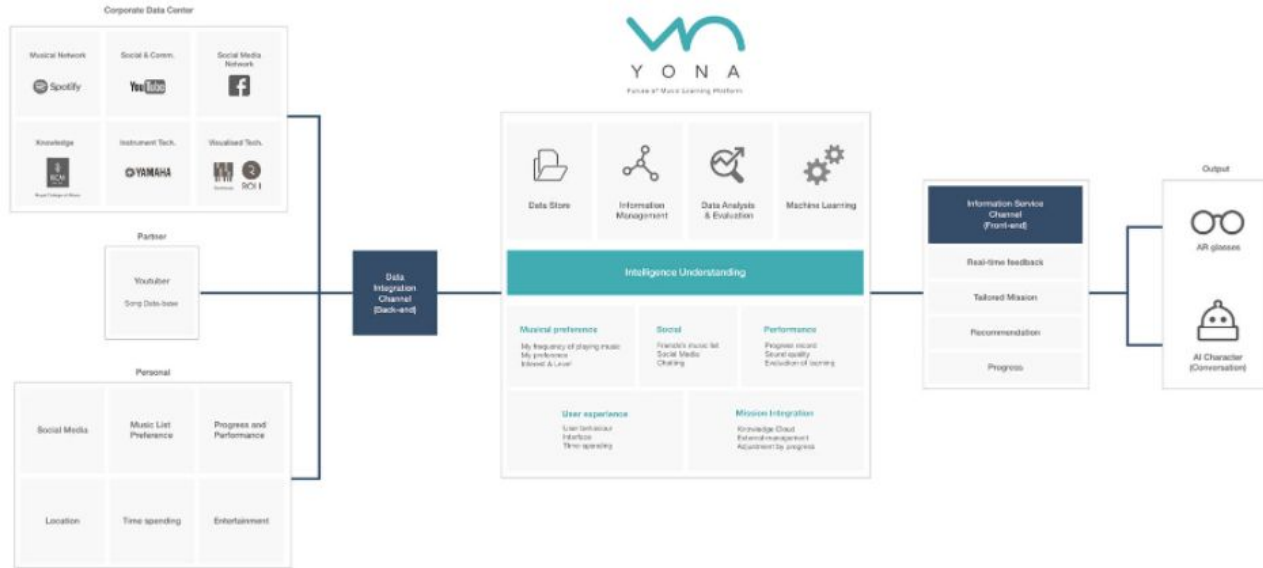 Corporate Data Center
Musical Network
Spotify
Social & Comm.
YouTube
Social Media
Network
Knowledge
RCM
Royal College of Music
Instrument Tech.
YAMAHA
Visualised Tech.
ROLI
Partner
Youtuber
Song Data-base
Personal
Social Media
Music List
Preference
Progress and
Performance
Location
Time spending
Entertainment
Data
Integration
Channel
(Back-end)
YONA
Future of Music Learning Platform
Data Store
Information
Management
Data Analysis
& Evaluation
Machine Learning
Intelligence Understanding
Musical preference
My frequency of playing music
My preference
Interest & Level
Social
Friends's music list
Social Media
Chatting
Performance
Progress record
Sound quality
Evaluation of learning
User experience
User behaviour
Interface
Time spending
Mission Integration
Knowledge Cloud
External management
Adjustment by progress
Information Service
Channel
(Front-end)
Real-time feedback
Tailored Mission
Recommendation
Progress
Output
AR glasses
AI Character
(Conversation)